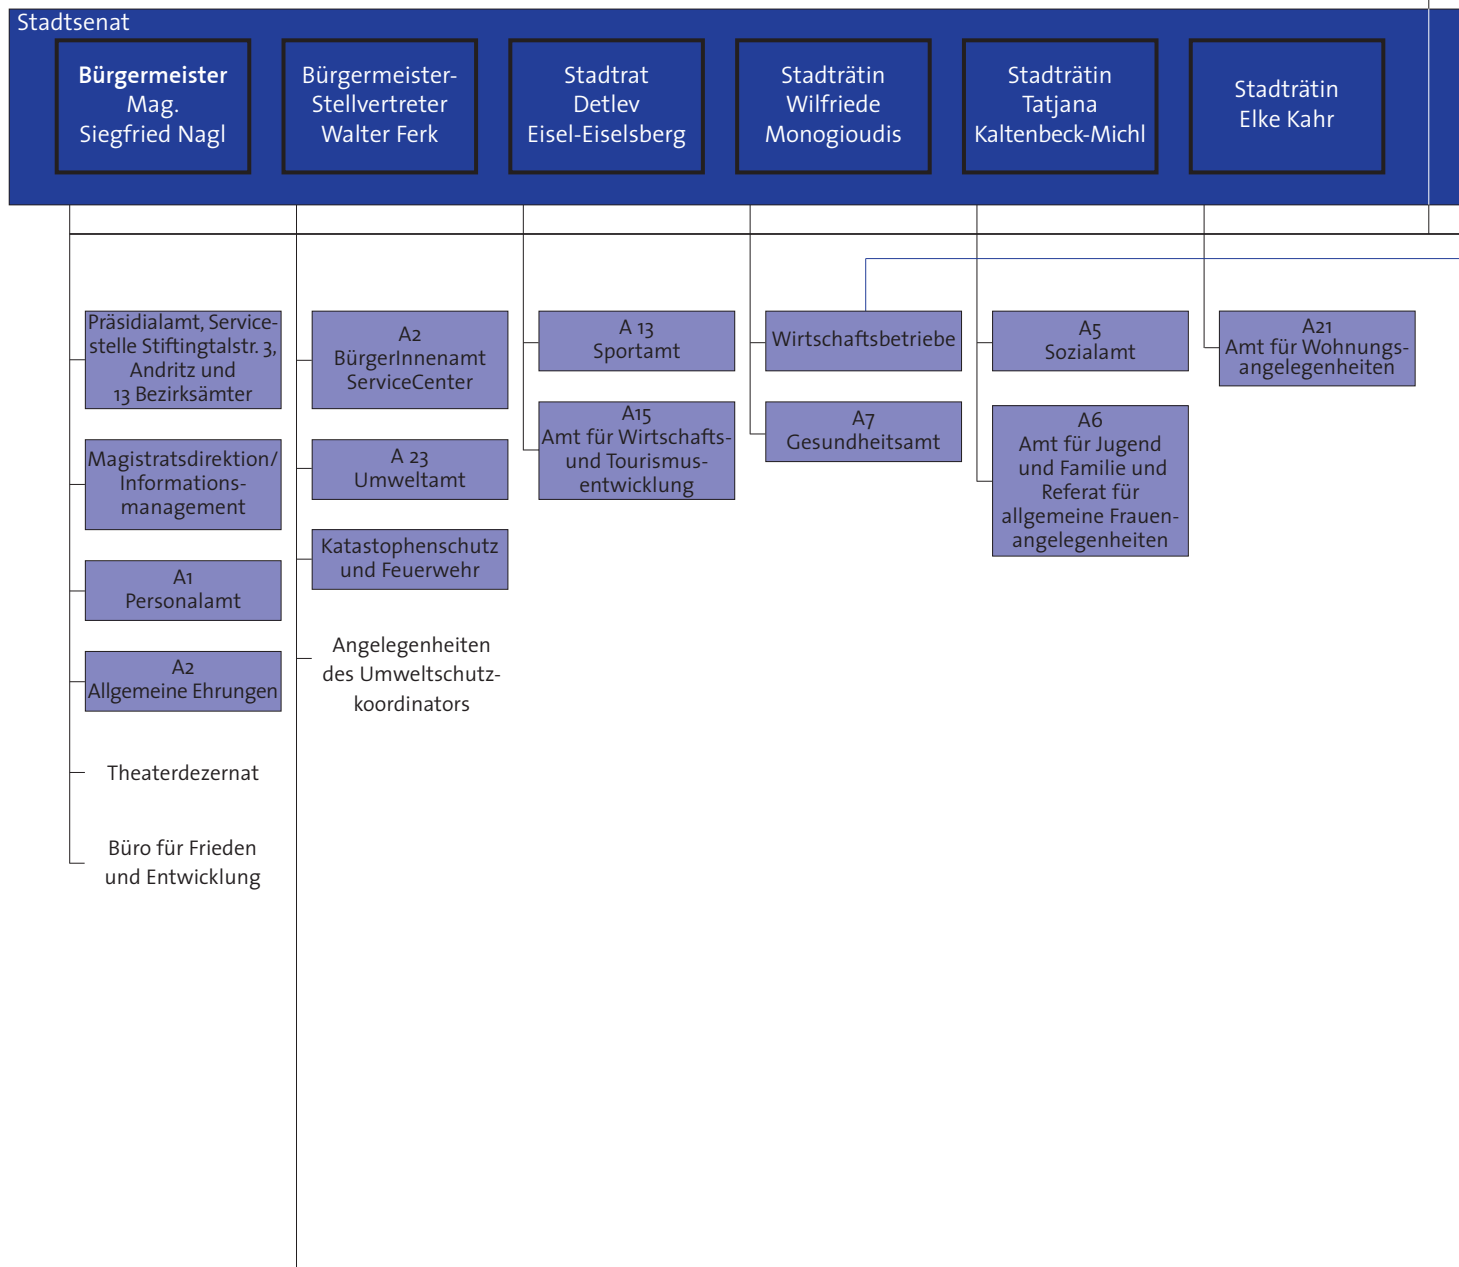 Stadtsenat
Bürgermeister
Mag.
Siegfried Nagl
Bürgermeister-
Stellvertreter
Walter Ferk
Stadtrat
Detlev
Eisel-Eiselsberg
Stadträtin
Wilfriede
Monogioudis
Stadträtin
Tatjana
Kaltenbeck-Michl
Stadträtin
Elke Kahr
Präsidialamt, Service-
stelle Stiftingtalstr. 3,
Andritz und
13 Bezirksämter
Magistratsdirektion/
Informations-
management
A1
Personalamt
A2
Allgemeine Ehrungen
Theaterdezernat
Büro für Frieden
und Entwicklung
A2
BürgerInnenamt
ServiceCenter
A 23
Umweltamt
Katastophenschutz
und Feuerwehr
Angelegenheiten
des Umweltschutz-
koordinators
A 13
Sportamt
A15
Amt für Wirtschafts-
und Tourismus-
entwicklung
Wirtschaftsbetriebe
A7
Gesundheitsamt
A5
Sozialamt
A6
Amt für Jugend
und Familie und
Referat für
allgemeine Frauen-
angelegenheiten
A21
Amt für Wohnungs-
angelegenheiten